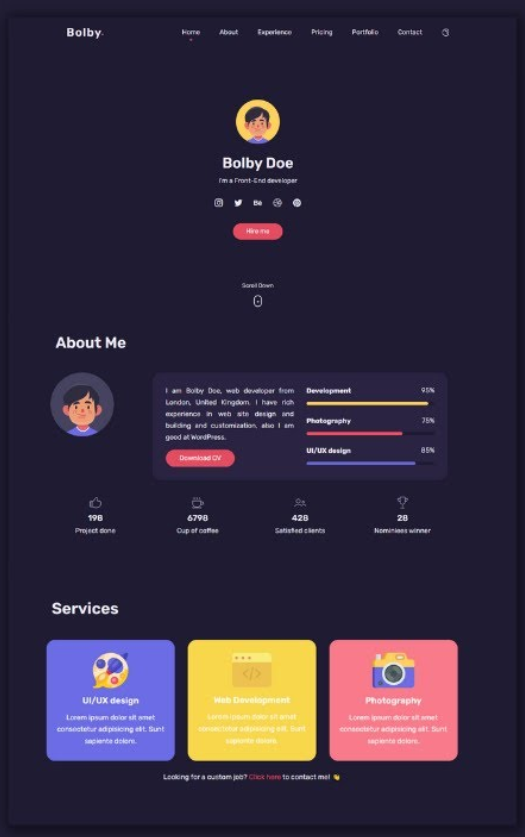 Bolby.
Home About Experience Pricing Portfolio Contact
Bolby Doe
I'm a Front-End developer
Bē
Hire me
Scroll Down
About Me
I am Bolby Doe, web developer from
London, United Kingdom. I have rich
experience in web site design and
building and customization, also I am
good at WordPress.
Download CV
Development 95%
Photography 75%
UI/UX design 85%
198
Project done
6798
Cup of coffee
428
Satisfied clients
28
Nominees winner
Services
UI/UX design
Lorem ipsum dolor sit amet
consectetur adipisicing elit. Sunt
sapiente dolors.
Web Development
Lorem ipsum dolor sit amet
consectetur adipisicing elit. Sunt
sapiente dolors.
Photography
Lorem ipsum dolor sit amet
consectetur adipisicing elit. Sunt
sapiente dolors.
Looking for a custom job? Click here to contact me! 👋